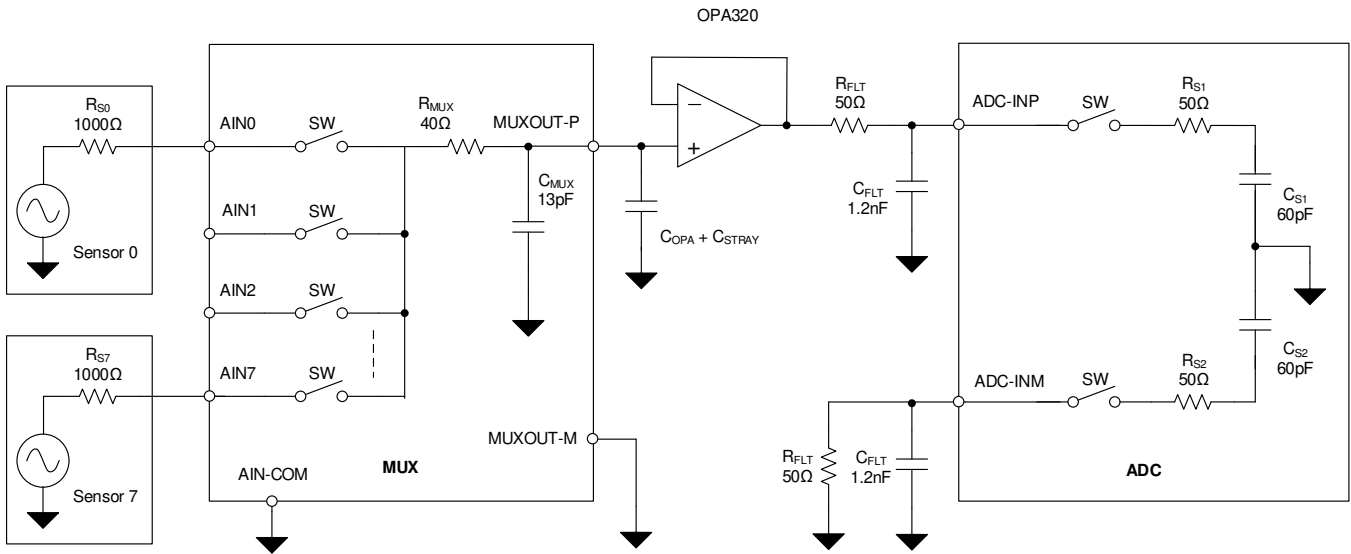 OPA320
RS0
1000Ω
Sensor 0
RS7
1000Ω
Sensor 7
AIN0
SW
AIN1
SW
AIN2
SW
AIN7
SW
RMUX
40Ω
MUXOUT-P
CMUX
13pF
MUXOUT-M
MUX
AIN-COM
COPA + CSTRAY
−
+
RFLT
50Ω
CFLT
1.2nF
ADC-INP
SW
RS1
50Ω
CS1
60pF
CS2
60pF
ADC-INM
SW
RS2
50Ω
RFLT
50Ω
CFLT
1.2nF
ADC